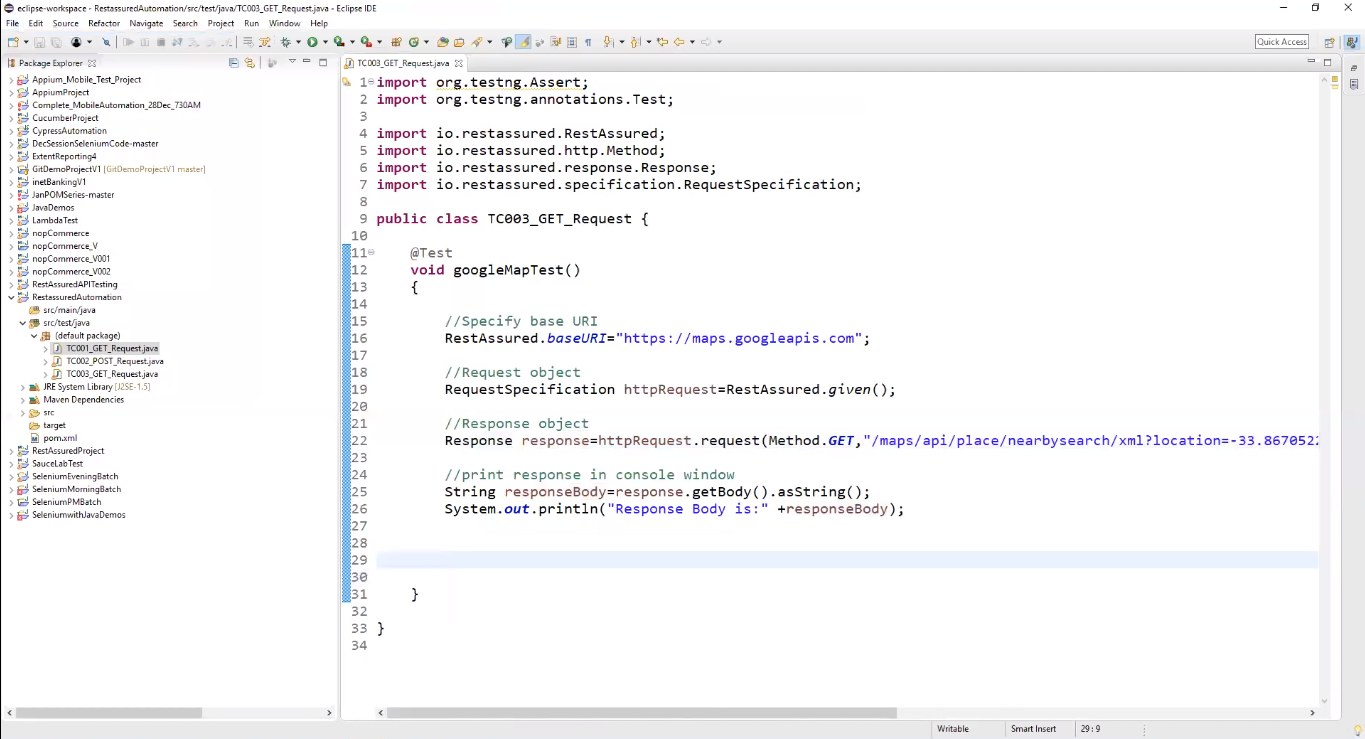 eclipse-workspace - RestassuredAutomation/src/test/java/TC003_GET_Request.java - Eclipse IDE
File Edit Source Refactor Navigate Search Project Run Window Help
Quick Access
Package Explorer
Appium_Mobile_Test_Project
AppiumProject
Complete_MobileAutomation_28Dec_730AM
CucumberProject
CypressAutomation
DecSessionSeleniumCode-master
ExtentReporting4
GitDemoProjectV1 [GitDemoProjectV1 master]
inetBankingV1
JanPOMSeries-master
JavaDemos
LambdaTest
nopCommerce
nopCommerce_V
nopCommerce_V001
nopCommerce_V002
RestAssuredAPITesting
RestassuredAutomation
src/main/java
src/test/java
(default package)
TC001_GET_Request.java
TC002_POST_Request.java
TC003_GET_Request.java
JRE System Library [J2SE-1.5]
Maven Dependencies
src
target
pom.xml
RestAssuredProject
SauceLabTest
SeleniumEveningBatch
SeleniumMorningBatch
SeleniumPMBatch
SeleniumwithJavaDemos
TC003_GET_Request.java
1 import org.testng.Assert;
2 import org.testng.annotations.Test;
3
4 import io.restassured.RestAssured;
5 import io.restassured.http.Method;
6 import io.restassured.response.Response;
7 import io.restassured.specification.RequestSpecification;
8
9 public class TC003_GET_Request {
10
11 @Test
12 void googleMapTest()
13 {
14
15 //Specify base URI
16 RestAssured.baseURI="https://maps.googleapis.com";
17
18 //Request object
19 RequestSpecification httpRequest=RestAssured.given();
20
21 //Response object
22 Response response=httpRequest.request(Method.GET,"/maps/api/place/nearbysearch/xml?location=-33.8670522
23
24 //print response in console window
25 String responseBody=response.getBody().asString();
26 System.out.println("Response Body is:" +responseBody);
27
28
29
30
31 }
32
33 }
34
Writable Smart Insert 29 : 9